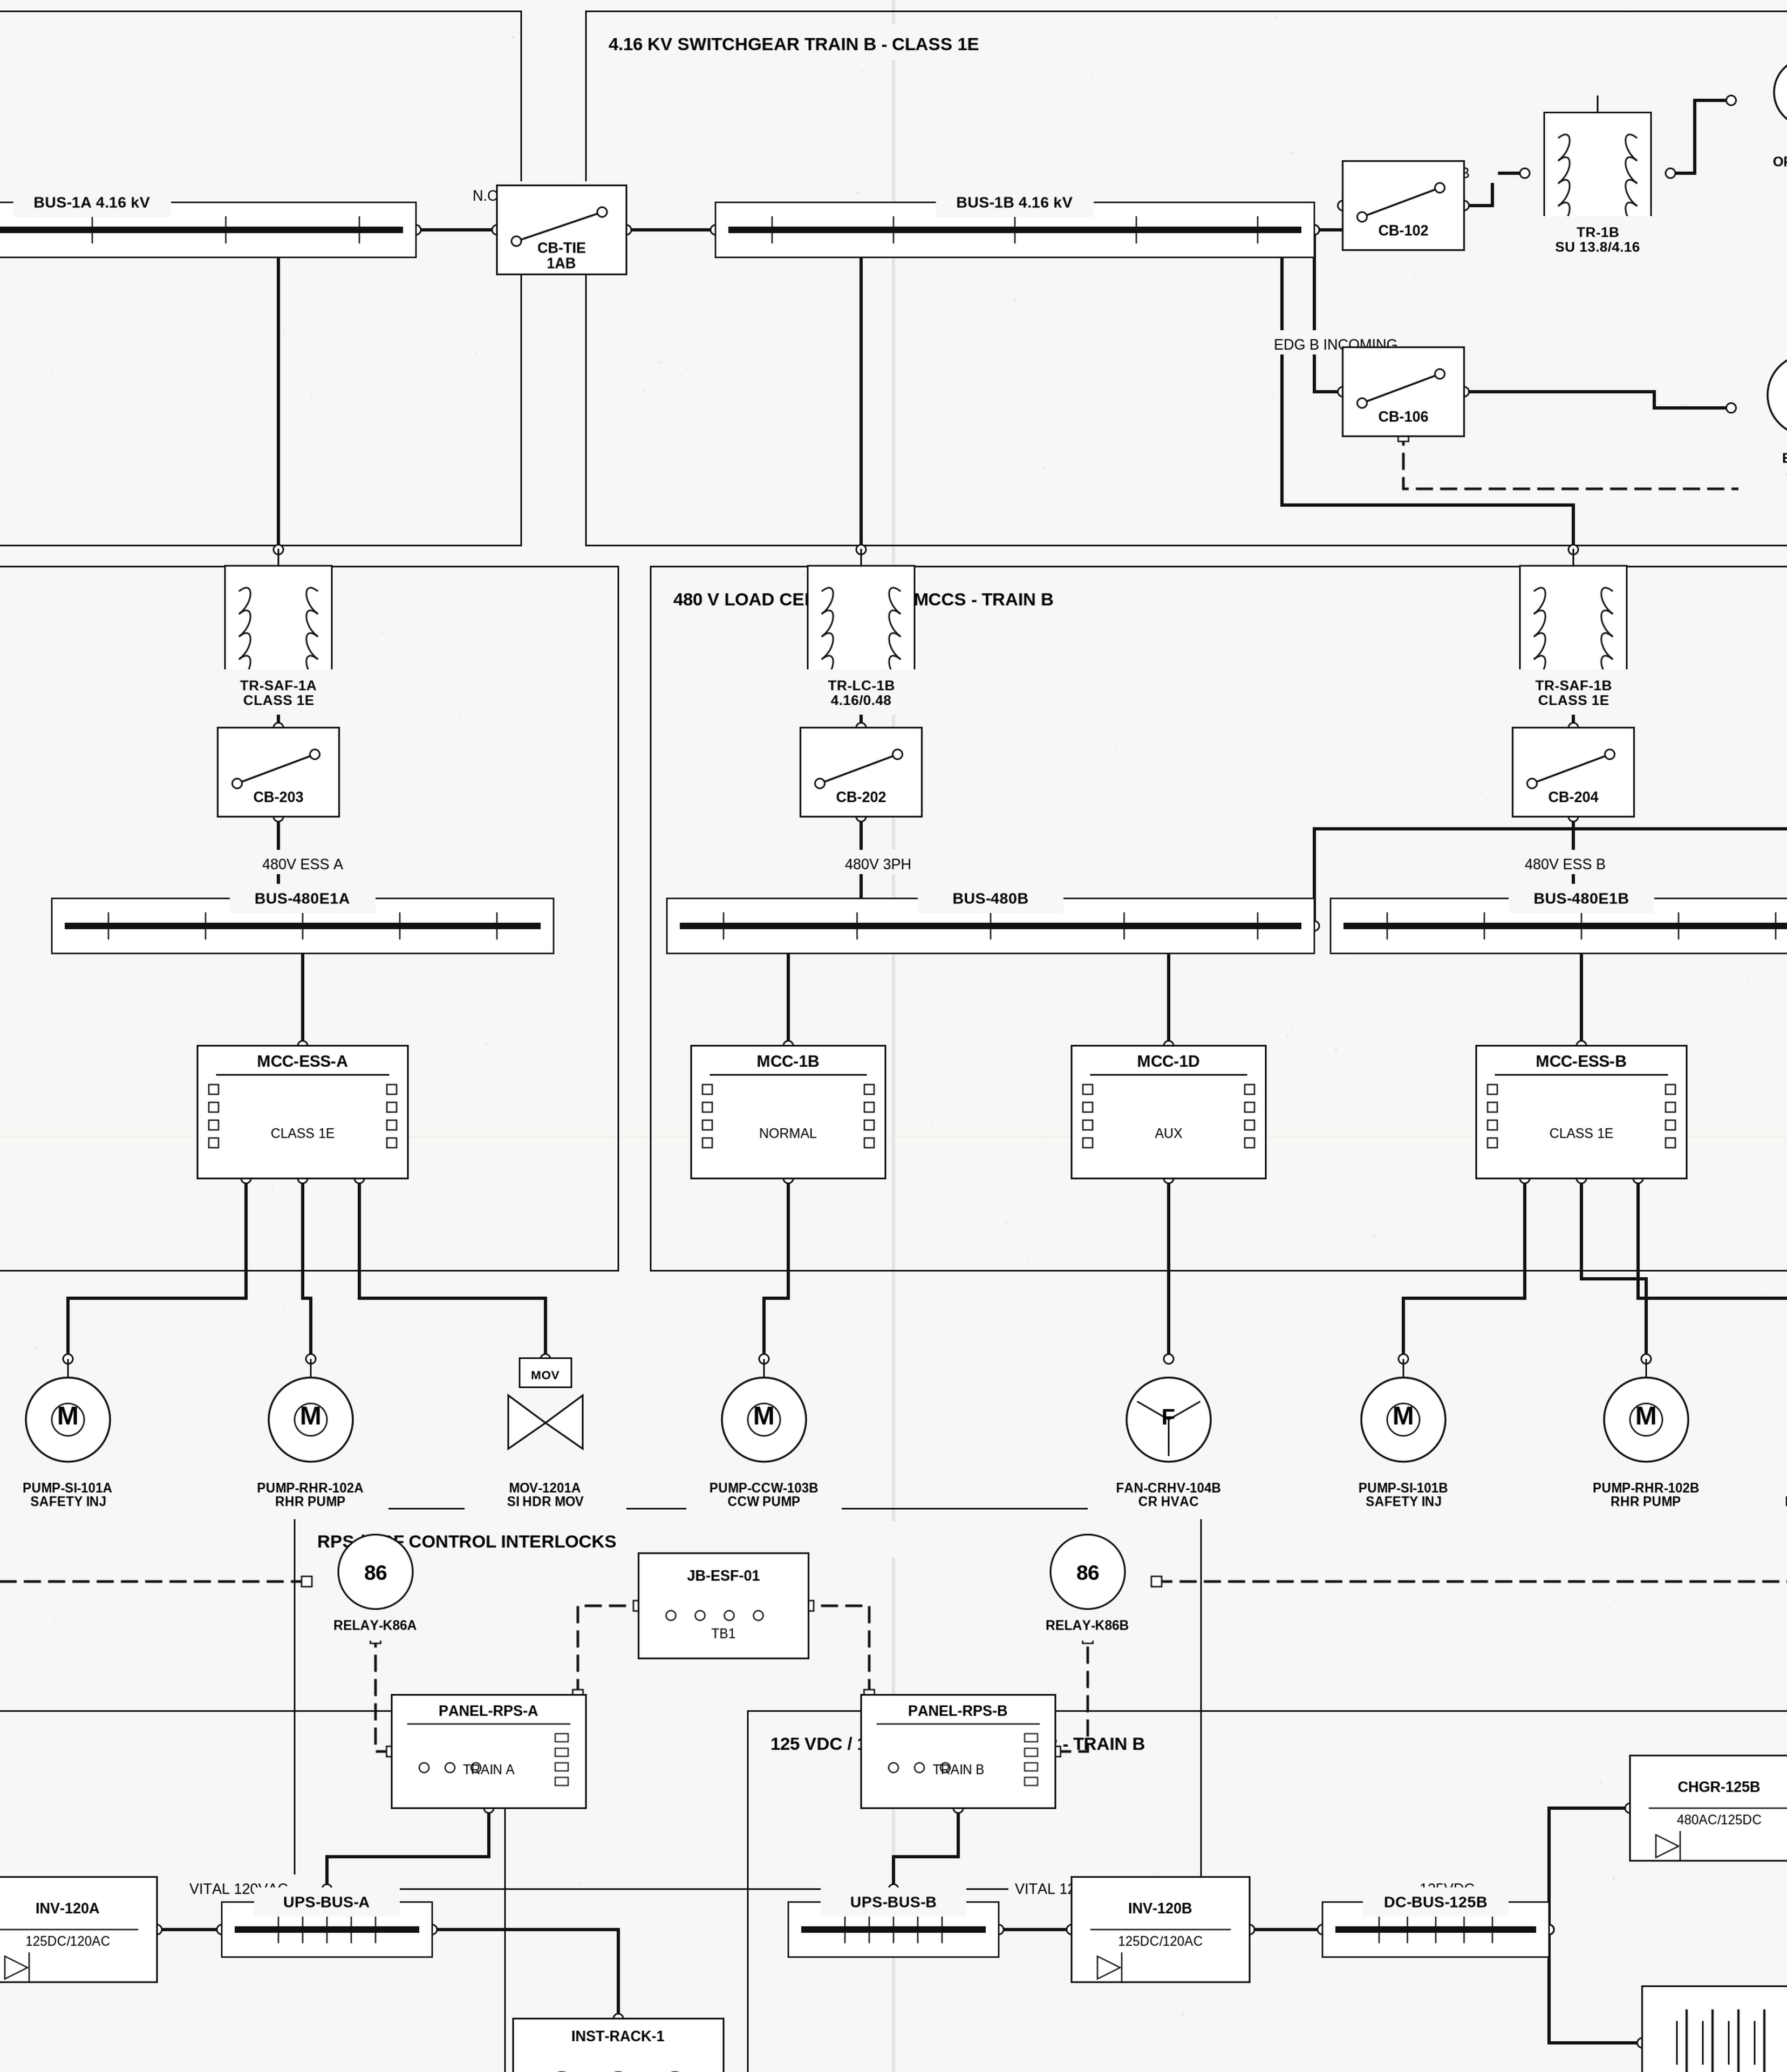 4.16 KV SWITCHGEAR TRAIN B - CLASS 1E
BUS-1A 4.16 kV
CB-TIE
1AB
BUS-1B 4.16 kV
CB-102
TR-1B
SU 13.8/4.16
EDG B INCOMING
CB-106
480 V LOAD
MCCS - TRAIN B
TR-SAF-1A
CLASS 1E
TR-LC-1B
4.16/0.48
TR-SAF-1B
CLASS 1E
CB-203
CB-202
CB-204
480V ESS A
480V 3PH
480V ESS B
BUS-480E1A
BUS-480B
BUS-480E1B
MCC-ESS-A
CLASS 1E
MCC-1B
NORMAL
MCC-1D
AUX
MCC-ESS-B
CLASS 1E
M
M
MOV
M
F
M
M
PUMP-SI-101A
SAFETY INJ
PUMP-RHR-102A
RHR PUMP
MOV-1201A
SI HDR MOV
PUMP-CCW-103B
CCW PUMP
FAN-CRHV-104B
CR HVAC
PUMP-SI-101B
SAFETY INJ
PUMP-RHR-102B
RHR PUMP
RPS
CONTROL INTERLOCKS
86
RELAY-K86A
JB-ESF-01
TB1
86
RELAY-K86B
PANEL-RPS-A
TRAIN A
PANEL-RPS-B
TRAIN B
125 VDC /
- TRAIN B
CHGR-125B
480AC/125DC
VITAL 120VAC
VITAL
125VDC
INV-120A
125DC/120AC
UPS-BUS-A
UPS-BUS-B
INV-120B
125DC/120AC
DC-BUS-125B
INST-RACK-1